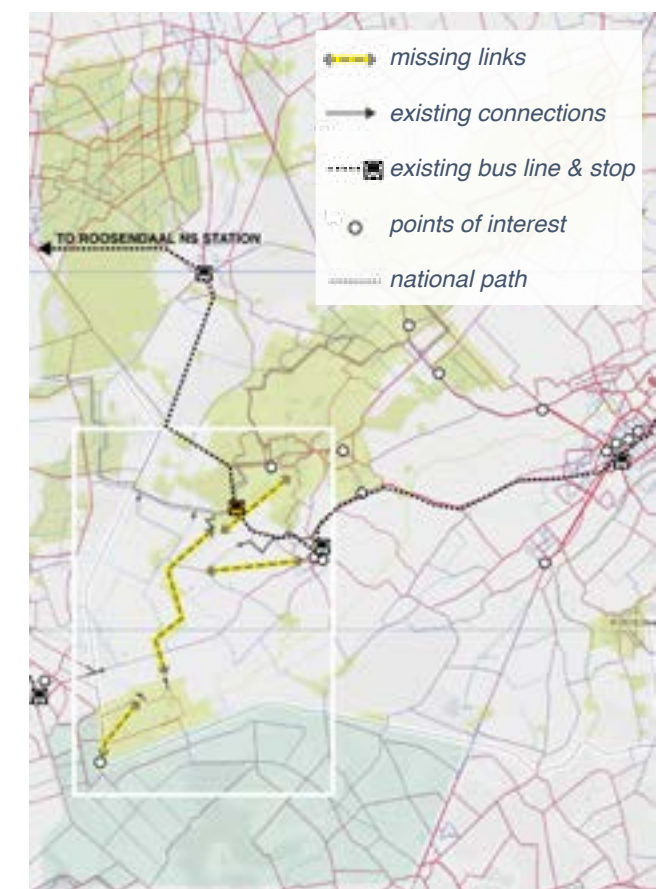 missing links
existing connections
existing bus line & stop
points of interest
national path
TO ROOSENDAAL NS STATION